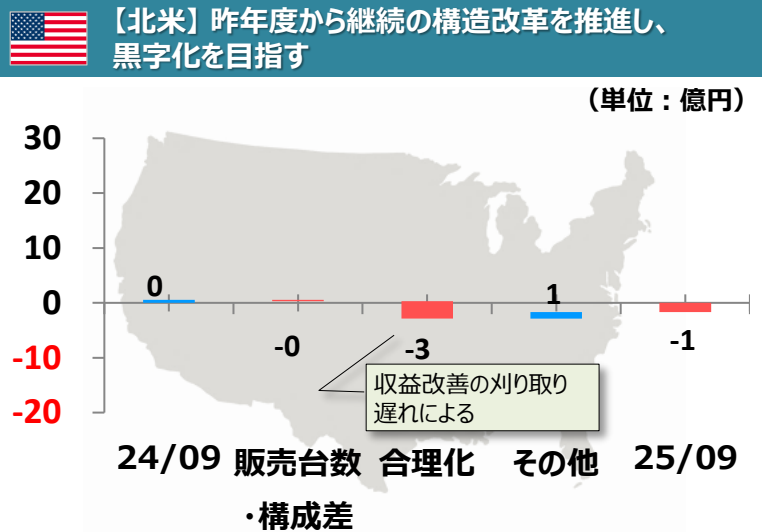 【北米】昨年度から継続の構造改革を推進し、
黒字化を目指す
（単位：億円）
30
20
10
0
-10
-20
0
-0
-3
1
-1
収益改善の刈り取り
遅れによる
24/09 販売台数 合理化 その他 25/09
・構成差